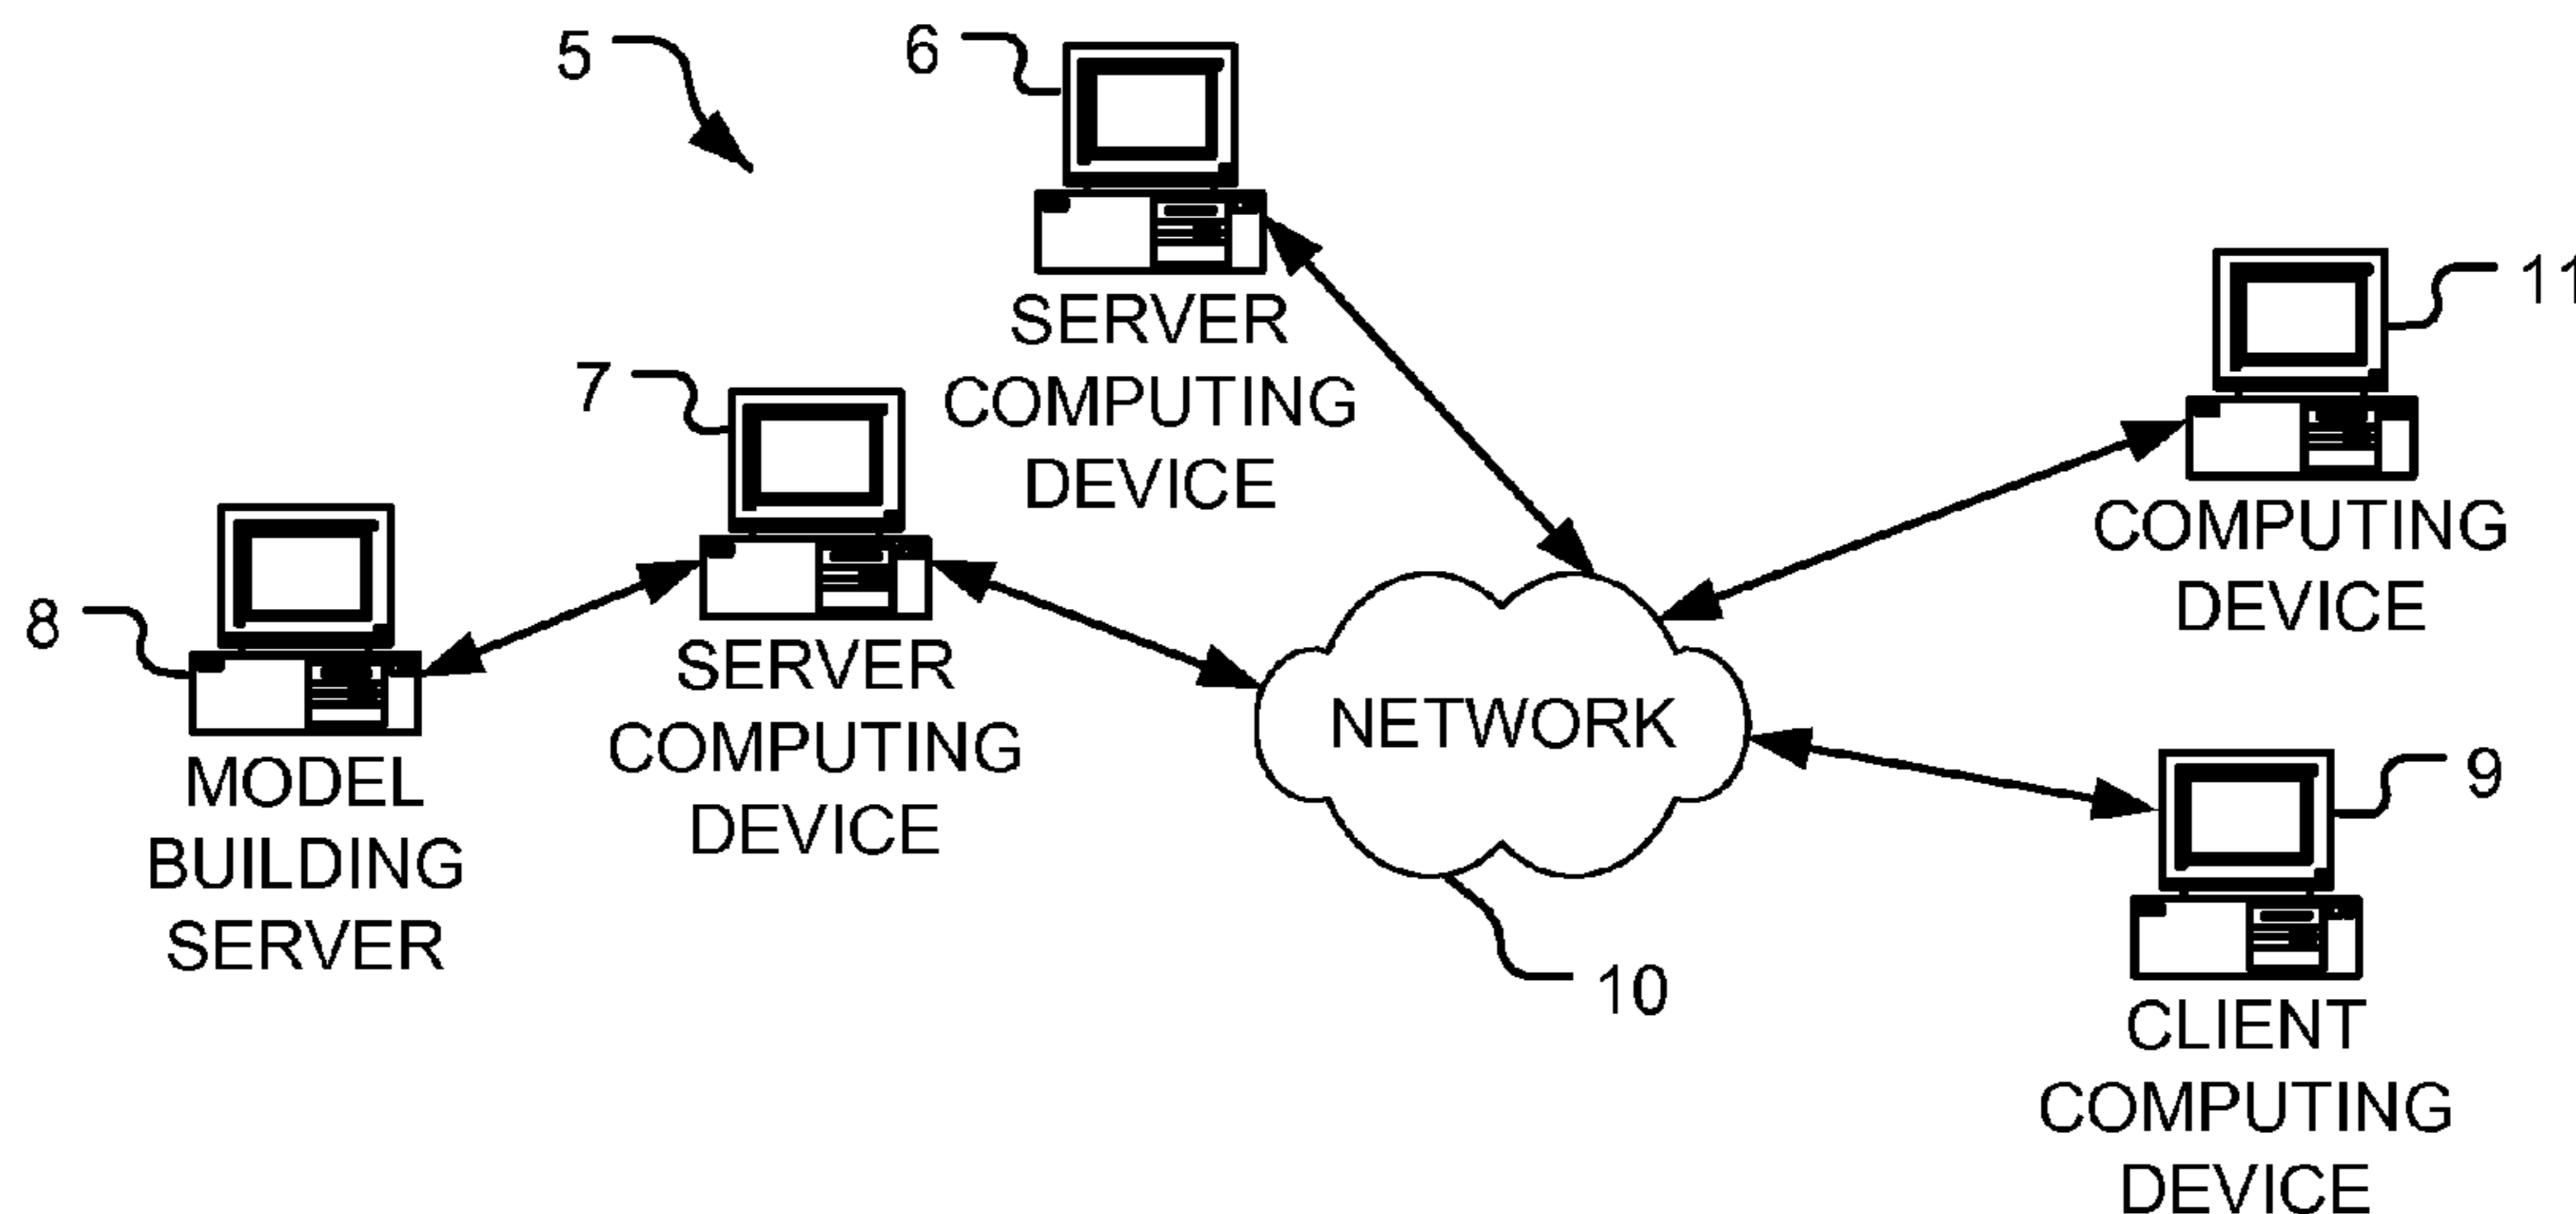 5
6
SERVER
COMPUTING
DEVICE
11
COMPUTING
DEVICE
7
SERVER
COMPUTING
DEVICE
8
MODEL
BUILDING
SERVER
NETWORK
10
9
CLIENT
COMPUTING
DEVICE